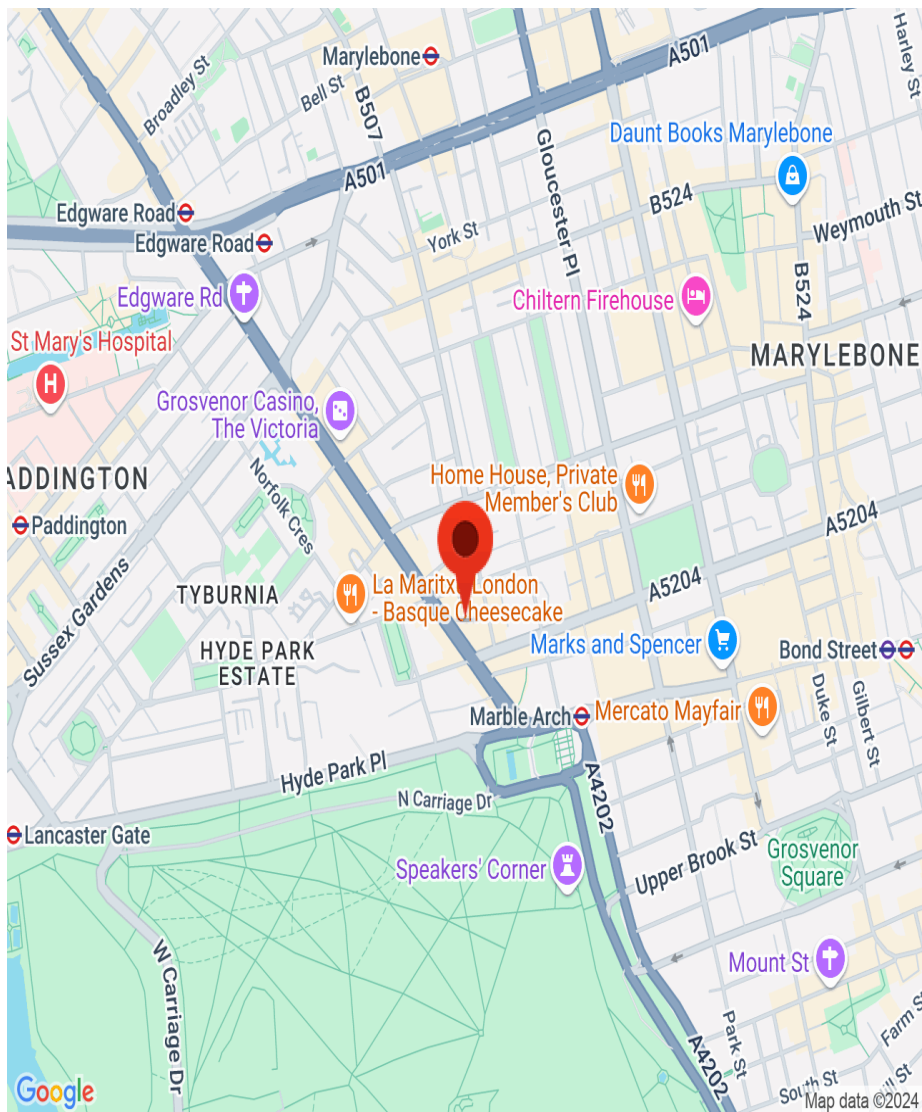 Marylebone
A501
Harley St
Broadley St
Bell St
B507
Daunt Books Marylebone
A501
Gloucester Pl
B524
Edgware Road
Weymouth St
York St
Edgware Road
B524
Edgware Rd
Chiltern Firehouse
St Mary's Hospital
H
MARYLEBONE
Grosvenor Casino,
The Victoria
ADDINGTON
Norfolk Cres
Home House, Private
Member's Club
Paddington
A5204
Sussex Gardens
La Maritxu London
- Basque Cheesecake
TYBURNIA
A5204
HYDE PARK
ESTATE
Marks and Spencer
Bond Street
Duke St
Gilbert St
Marble Arch
Mercato Mayfair
Hyde Park Pl
A4202
N Carriage Dr
Lancaster Gate
Speakers' Corner
Upper Brook St
Grosvenor
Square
W Carriage Dr
Mount St
Park St
Farm St
A4202
South St
Google
Map data ©2024